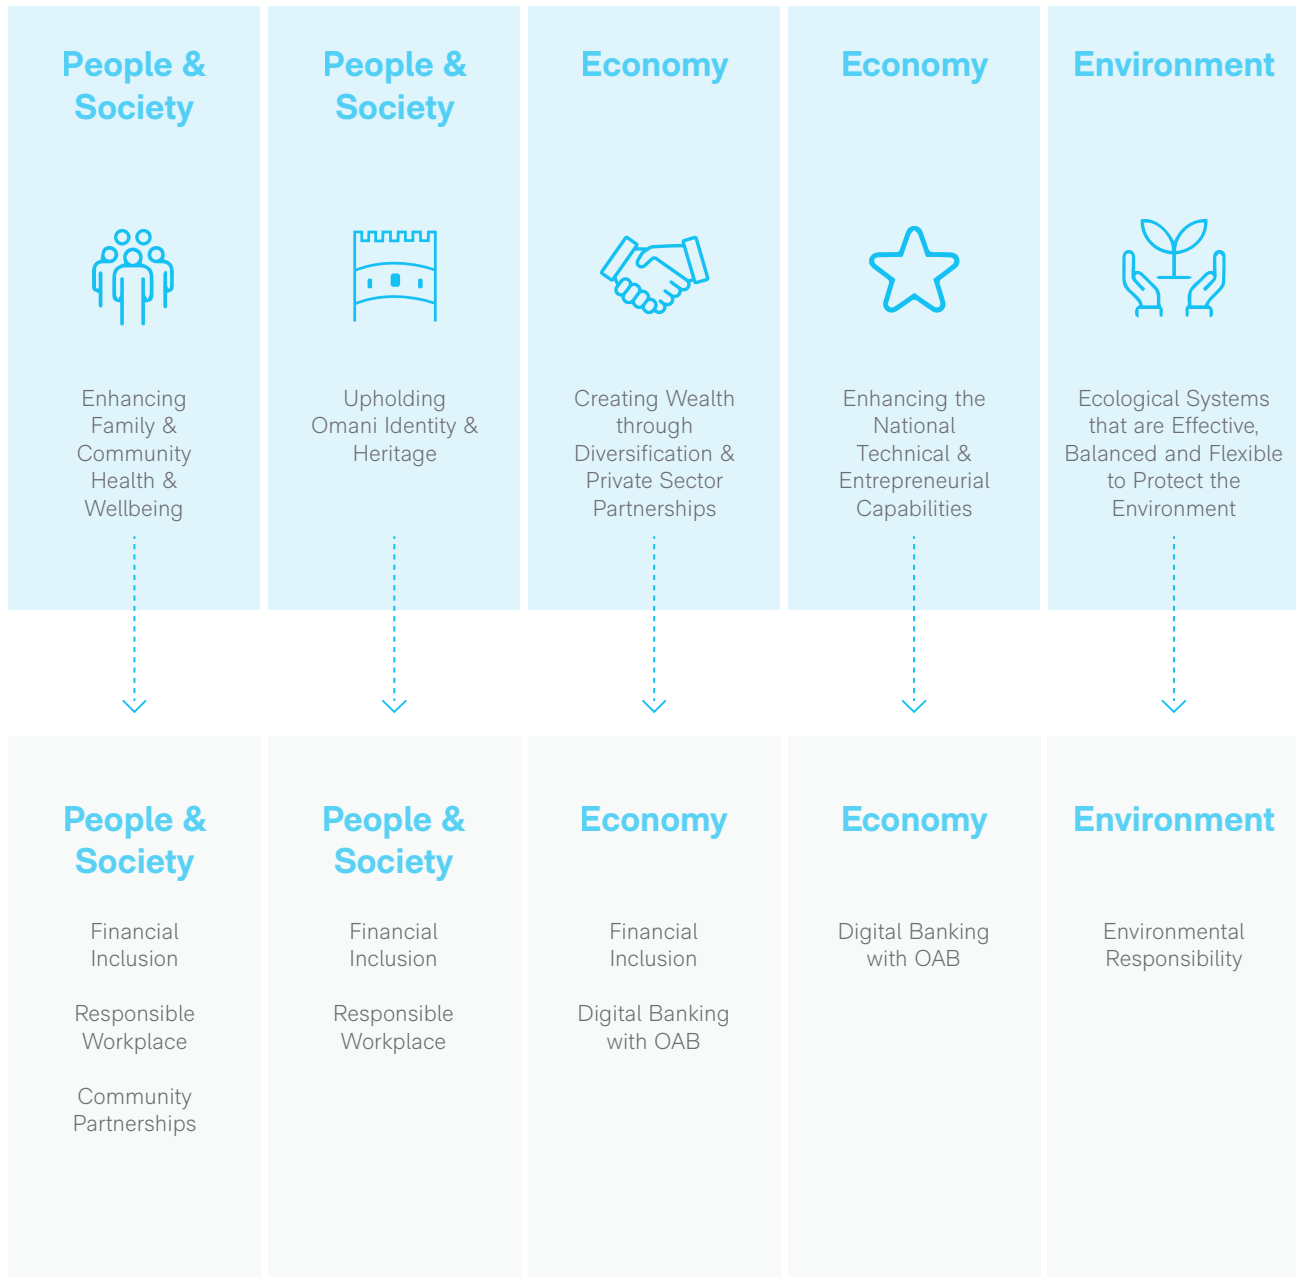 People &
Society
Enhancing
Family &
Community
Health &
Wellbeing
People &
Society
Upholding
Omani Identity &
Heritage
Economy
Creating Wealth
through
Diversification &
Private Sector
Partnerships
Economy
Enhancing the
National
Technical &
Entrepreneurial
Capabilities
Environment
Ecological Systems
that are Effective,
Balanced and Flexible
to Protect the
Environment
People &
Society
Financial
Inclusion
Responsible
Workplace
Community
Partnerships
People &
Society
Financial
Inclusion
Responsible
Workplace
Economy
Financial
Inclusion
Digital Banking
with OAB
Economy
Digital Banking
with OAB
Environment
Environmental
Responsibility